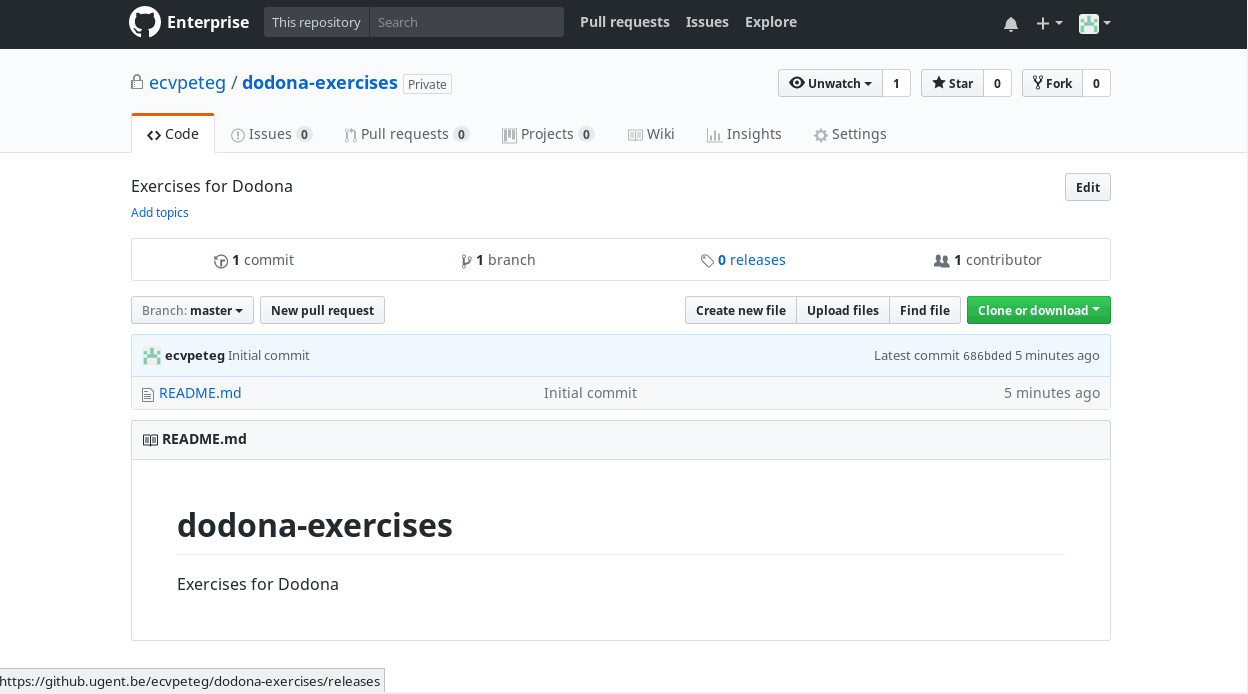 Enterprise This repository Search Pull requests Issues Explore
ecvpeteg / dodona-exercises Private Unwatch 1 Star 0 Fork 0
Code Issues 0 Pull requests 0 Projects 0 Wiki Insights Settings
Exercises for Dodona Edit
Add topics
1 commit 1 branch 0 releases 1 contributor
Branch: master New pull request Create new file Upload files Find file Clone or download
ecvpeteg Initial commit Latest commit 686bded 5 minutes ago
README.md Initial commit 5 minutes ago
README.md
dodona-exercises
Exercises for Dodona
https://github.ugent.be/ecvpeteg/dodona-exercises/releases